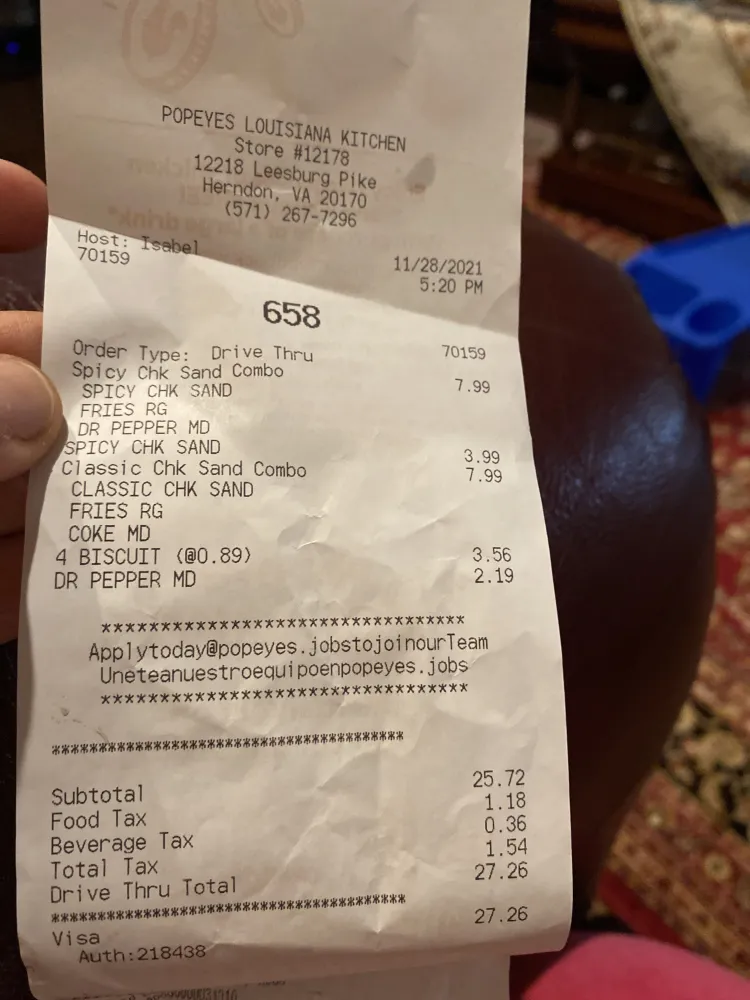 POPEYES LOUISIANA KITCHEN
Store #12178
12218 Leesburg Pike
Herndon, VA 20170
(571) 267-7296
Host: Isabel
70159 11/28/2021
5:20 PM
658
Order Type: Drive Thru 70159
Spicy Chk Sand Combo 7.99
SPICY CHK SAND
FRIES RG
DR PEPPER MD
SPICY CHK SAND 3.99
Classic Chk Sand Combo 7.99
CLASSIC CHK SAND
FRIES RG
COKE MD
4 BISCUIT (@0.89) 3.56
DR PEPPER MD 2.19
*********************************
Applytoday@popeyes.jobstojoinourTeam
Uneteanuestroequipoenpopeyes.jobs
*********************************
**************************************
Subtotal 25.72
Food Tax 1.18
Beverage Tax 0.36
Total Tax 1.54
Drive Thru Total 27.26
**************************************
Visa 27.26
Auth:218438